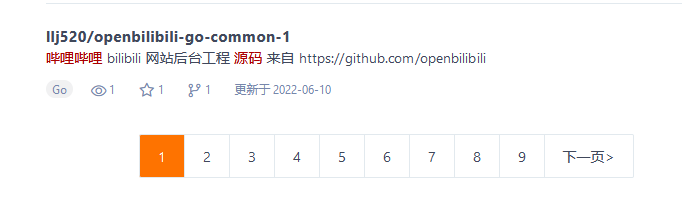 llj520/openbilibili-go-common-1
哔哩哔哩 bilibili 网站后台工程 源码 来自 https://github.com/openbilibili
Go 1 1 1 更新于 2022-06-10
1 2 3 4 5 6 7 8 9 下一页>